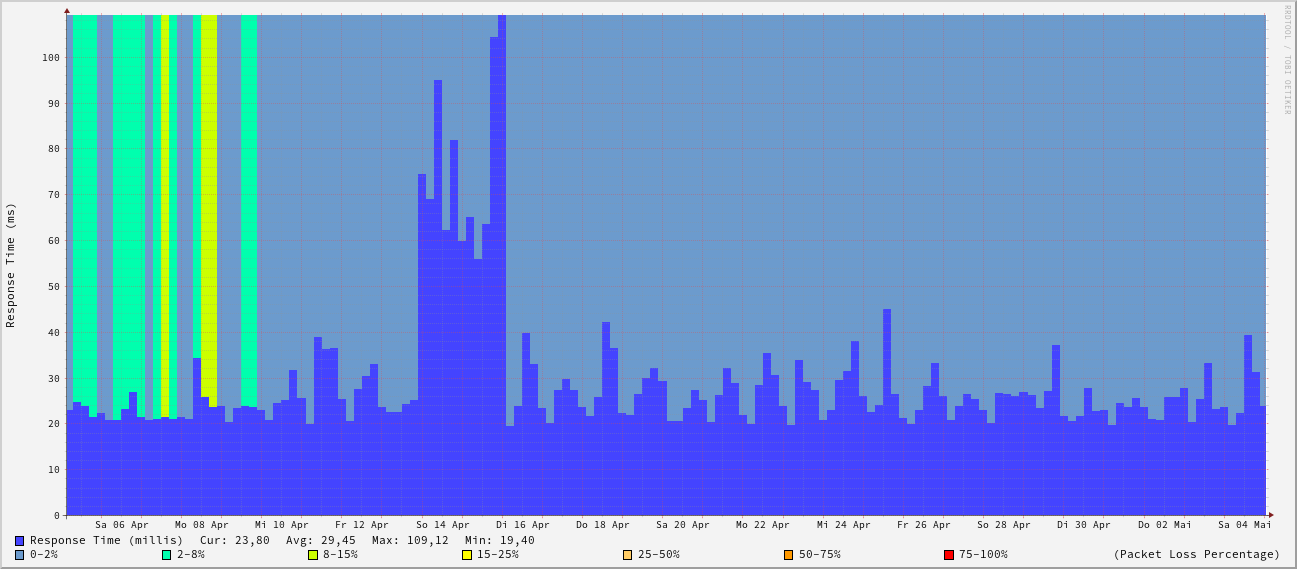 RRDTOOL / TOBI OETIKER
Response Time (ms)
100
90
80
70
60
50
40
30
20
10
0
Sa 06 Apr Mo 08 Apr Mi 10 Apr Fr 12 Apr So 14 Apr Di 16 Apr Do 18 Apr Sa 20 Apr Mo 22 Apr Mi 24 Apr Fr 26 Apr So 28 Apr Di 30 Apr Do 02 Mai Sa 04 Mai
Response Time (millis) Cur: 23,80 Avg: 29,45 Max: 109,12 Min: 19,40
0-2% 2-8% 8-15% 15-25% 25-50% 50-75% 75-100% (Packet Loss Percentage)